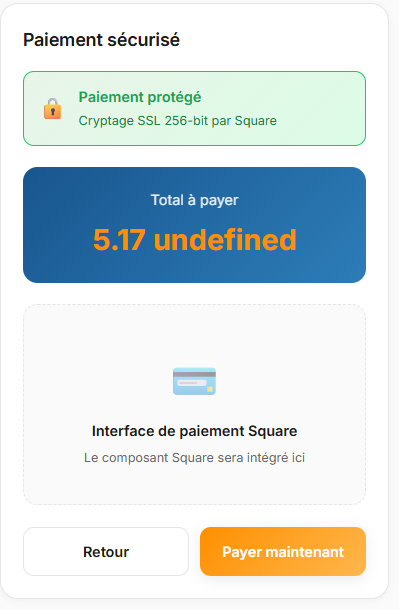 Paiement sécurisé
Paiement protégé
Cryptage SSL 256-bit par Square
Total à payer
5.17 undefined
Interface de paiement Square
Le composant Square sera intégré ici
Retour
Payer maintenant